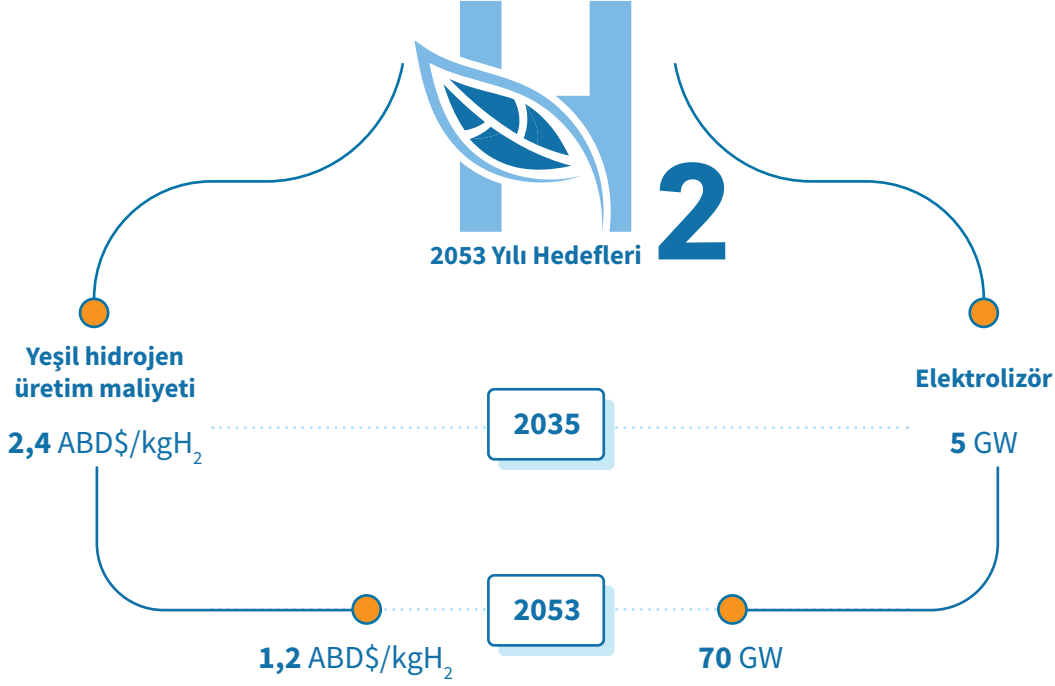 H2
2053 Yılı Hedefleri
Yeşil hidrojen
üretim maliyeti
Elektrolizör
2,4 ABD$/kgH₂
2035
5 GW
2053
1,2 ABD$/kgH₂
70 GW